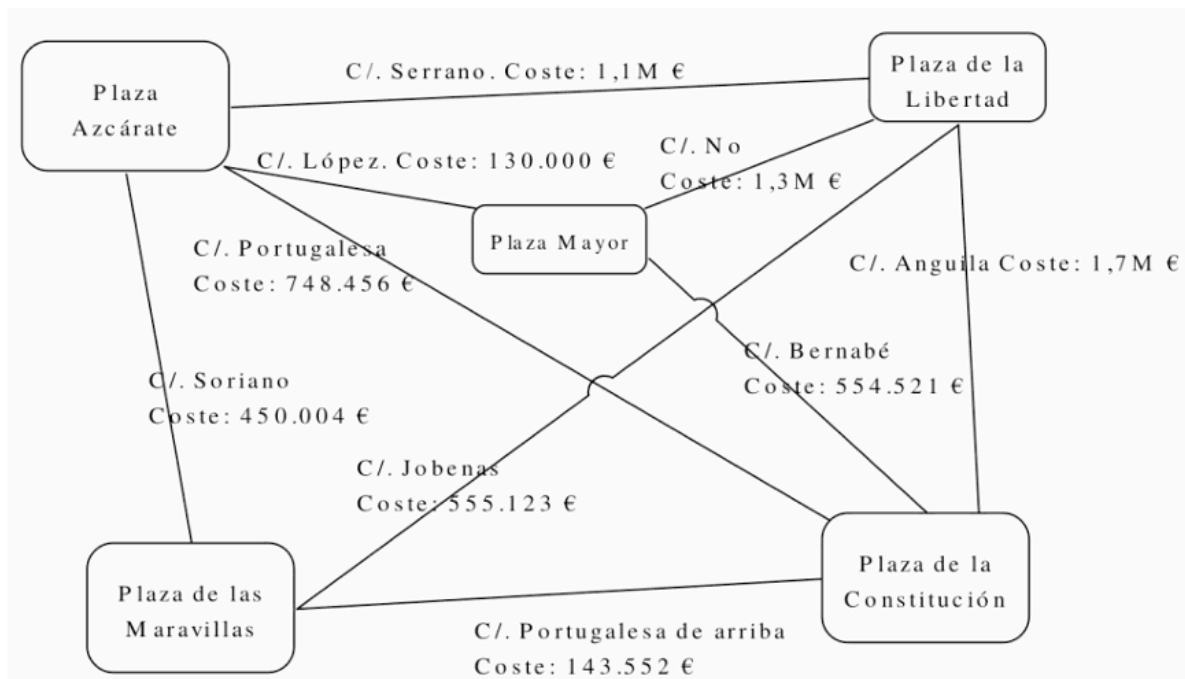 Plaza
Azcárate
C/. Serrano. Coste: 1,1M €
Plaza de la
Libertad
C/. López. Coste: 130.000 €
C/. No
Coste: 1,3M €
Plaza Mayor
C/. Portugalesa
Coste: 748.456 €
C/. Anguila Coste: 1,7M €
C/. Bernabé
Coste: 554.521 €
C/. Soriano
Coste: 450.004 €
C/. Jobenas
Coste: 555.123 €
Plaza de la
Constitución
Plaza de las
Maravillas
C/. Portugalesa de arriba
Coste: 143.552 €